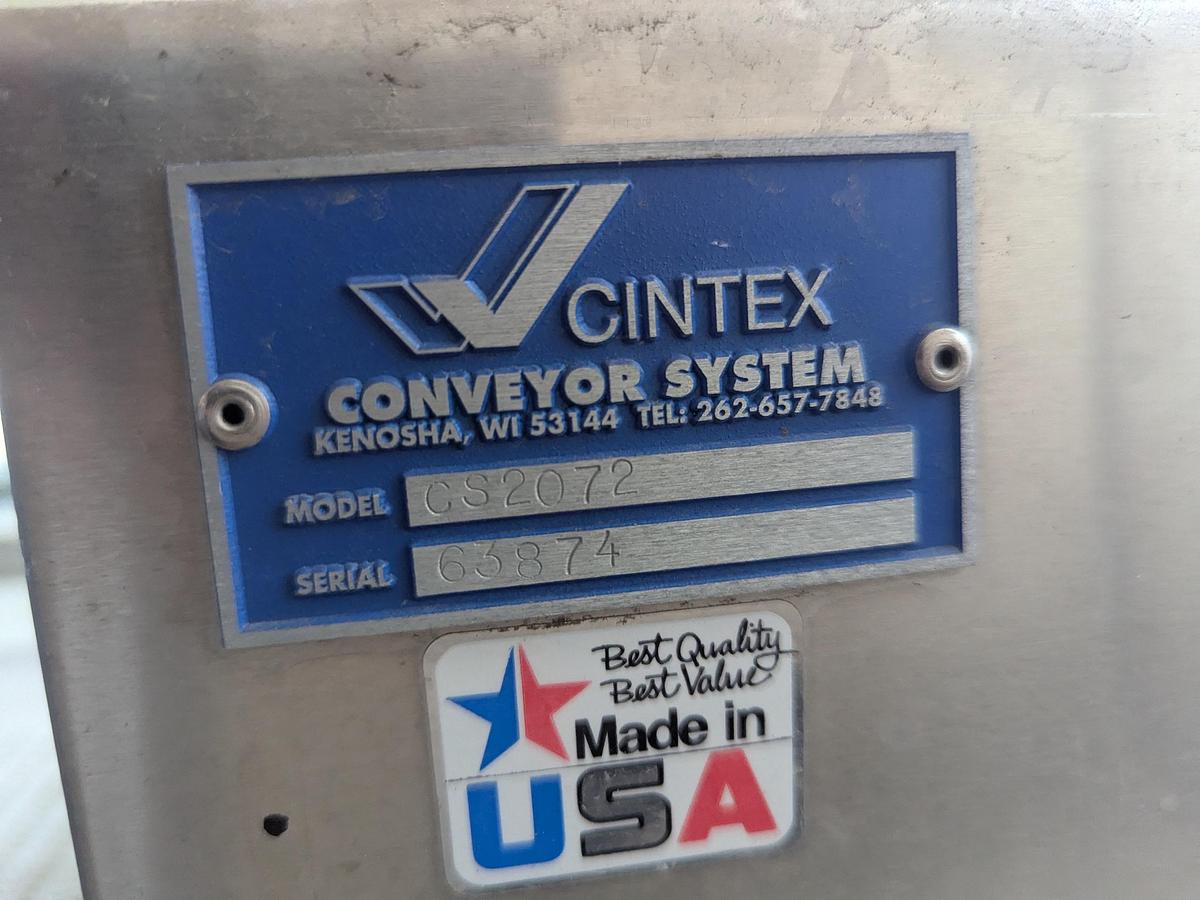 CINTEX
CONVEYOR SYSTEM
KENOSHA, WI 53144 TEL: 262-657-7848
MODEL CS2072
SERIAL 63874
Best Quality
Best Value
Made in
USA